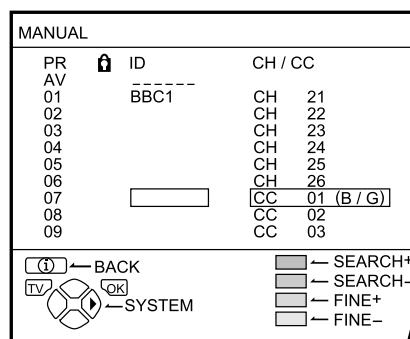 MANUAL
PR ID CH / CC
AV _ _ _ _ _ _
01 BBC1 CH 21
02 CH 22
03 CH 23
04 CH 24
05 CH 25
06 CH 26
07 CC 01 (B / G)
08 CC 02
09 CC 03
i BACK SEARCH+
TV OK SEARCH–
SYSTEM FINE+
FINE–